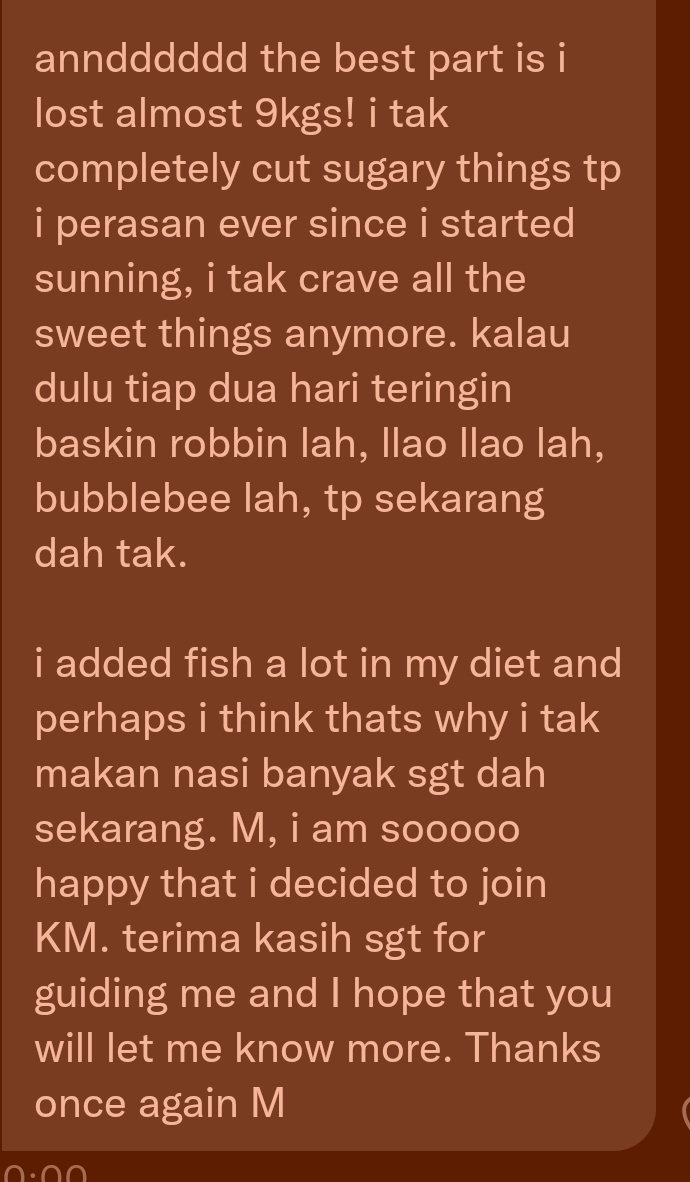 annddddddd the best part is i
lost almost 9kgs! i tak
completely cut sugary things tp
i perasan ever since i started
sunning, i tak crave all the
sweet things anymore. kalau
dulu tiap dua hari teringin
baskin robbin lah, llao llao lah,
bubblebee lah, tp sekarang
dah tak.
i added fish a lot in my diet and
perhaps i think thats why i tak
makan nasi banyak sgt dah
sekarang. M, i am sooooo
happy that i decided to join
KM. terima kasih sgt for
guiding me and I hope that you
will let me know more. Thanks
once again M
0:00